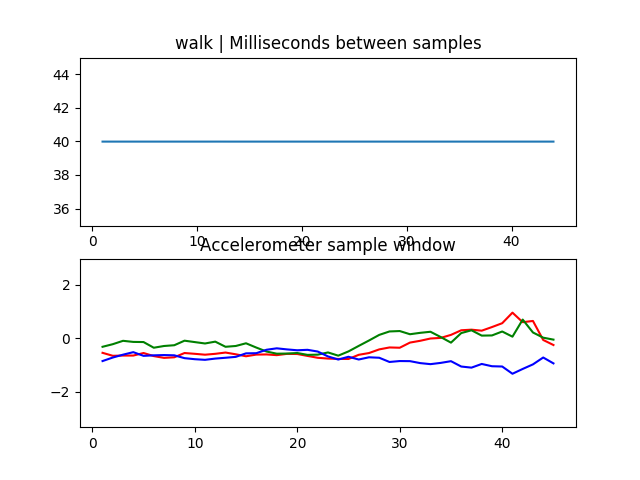 walk | Milliseconds between samples
44
42
40
38
36
0 10 20 30 40
Accelerometer sample window
2
0
−2
0 10 20 30 40